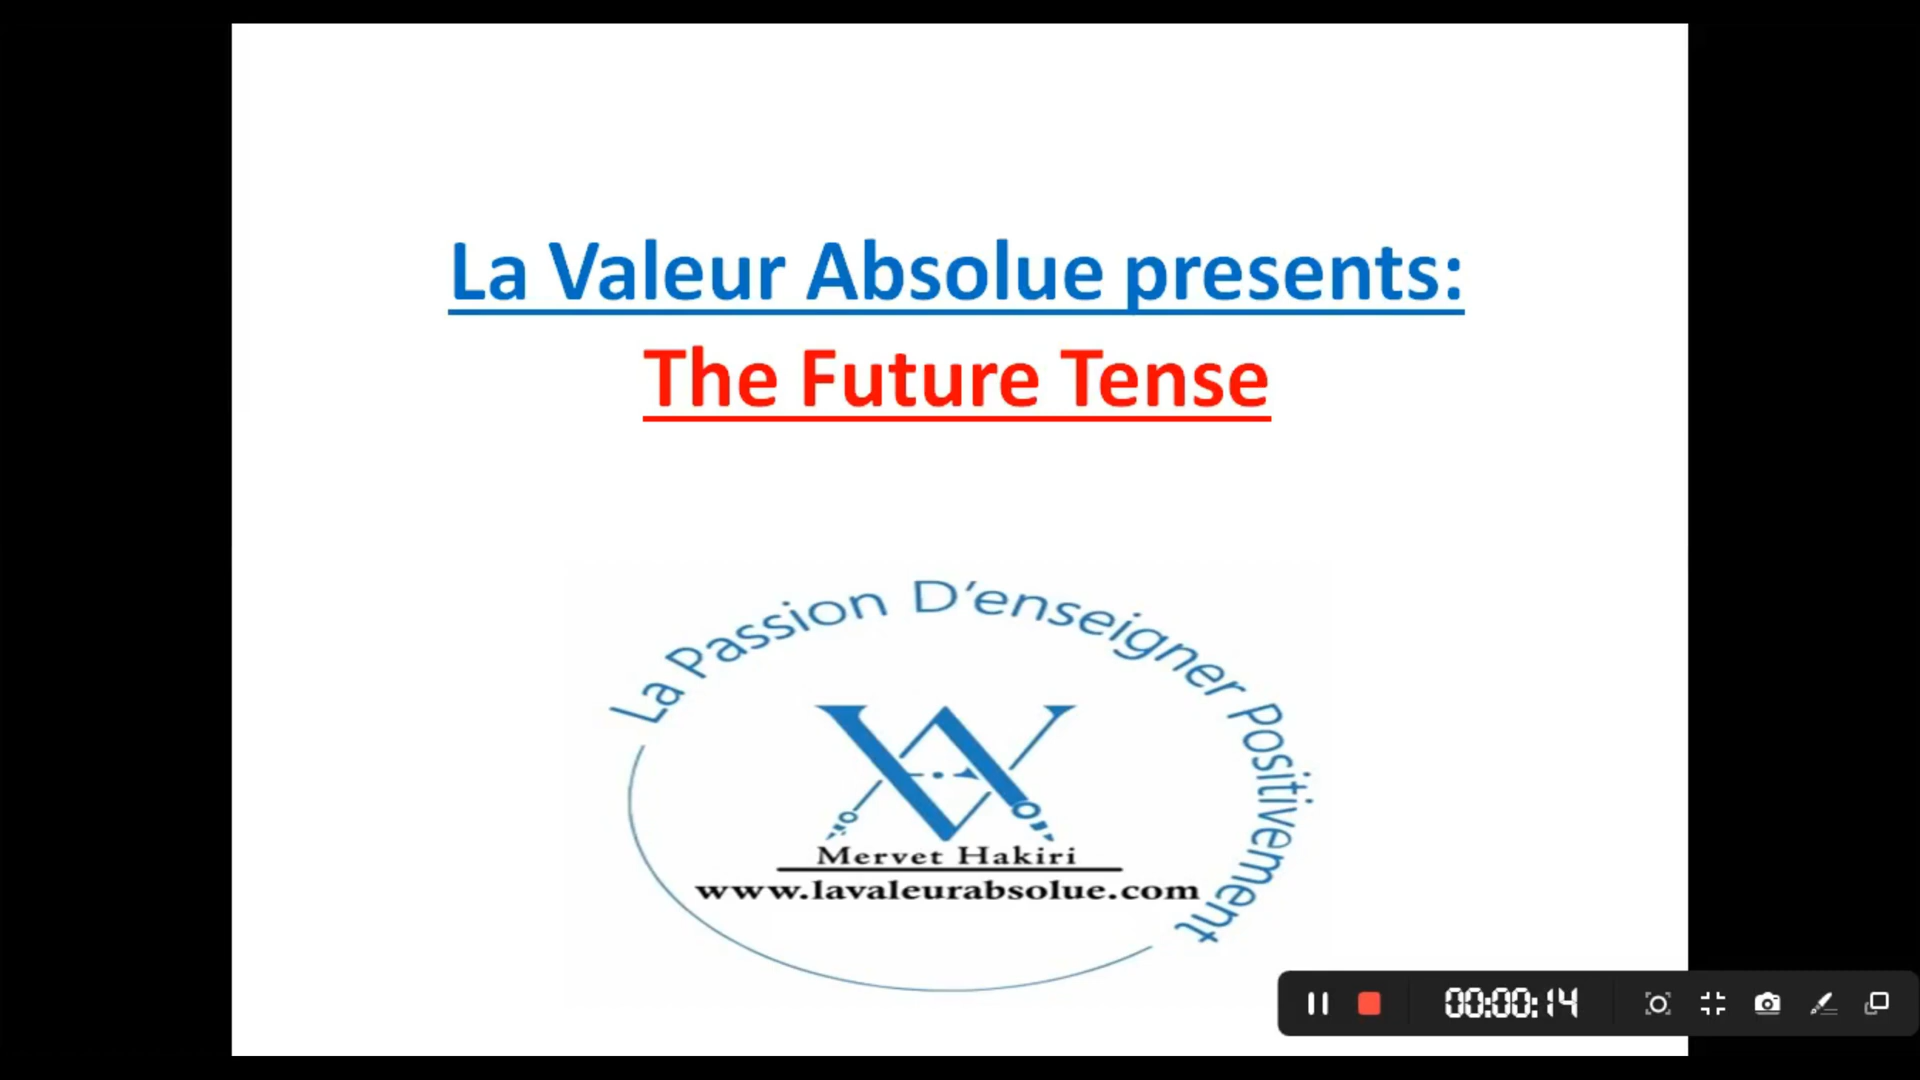 La Valeur Absolue presents:
The Future Tense
La Passion D'enseigner Positivement
Mervet Hakiri
www.lavaleurabsolue.com
00:00:14